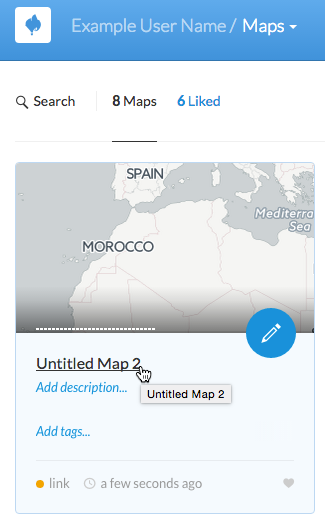 Example User Name / Maps
Search
8 Maps
6 Liked
SPAIN
Mediterra
Sea
MOROCCO
Untitled Map 2
Add description...
Untitled Map 2
Add tags...
link
a few seconds ago